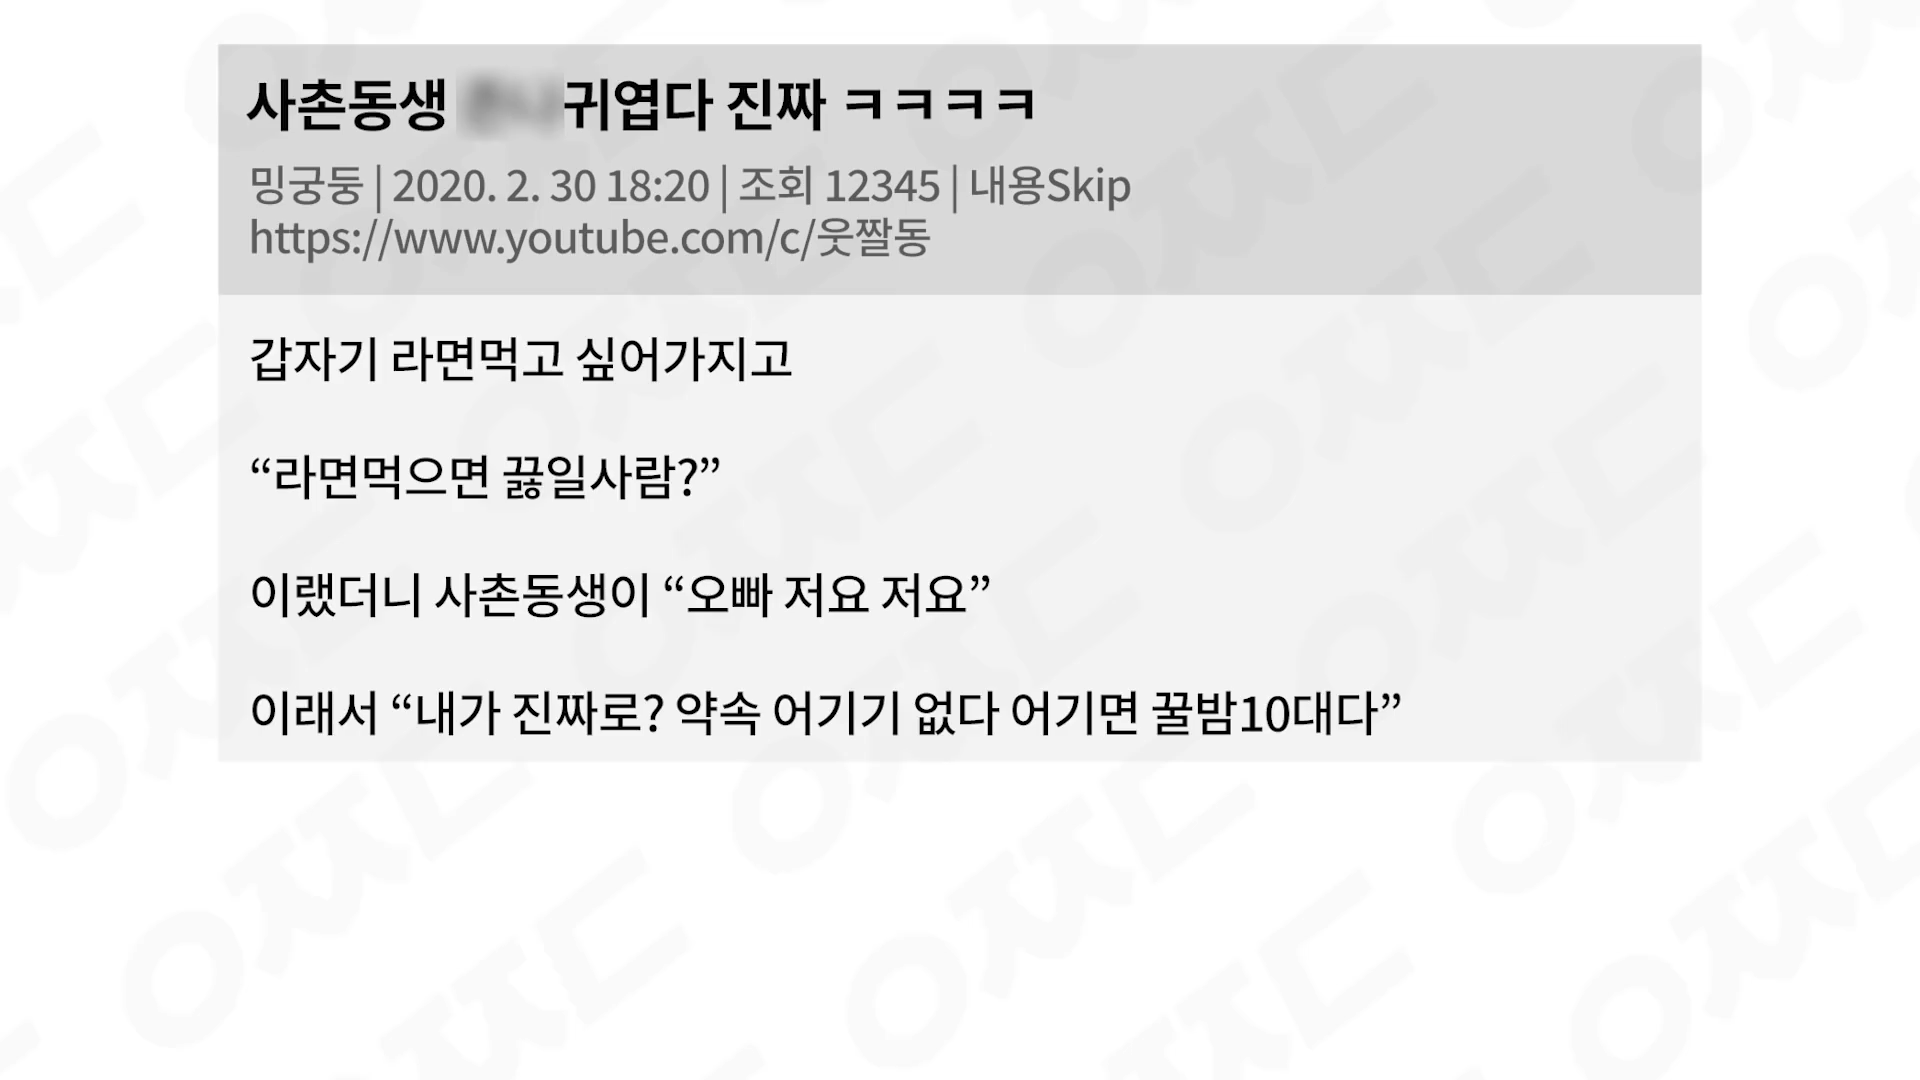 사촌동생 귀엽다 진짜 ㅋㅋㅋㅋ
밍궁둥 | 2020. 2. 30 18:20 | 조회 12345 | 내용Skip
https://www.youtube.com/c/웃짤동
갑자기 라면먹고 싶어가지고
“라면먹으면 끓일사람?”
이랬더니 사촌동생이 “오빠 저요 저요”
이래서 “내가 진짜로? 약속 어기기 없다 어기면 꿀밤10대다”